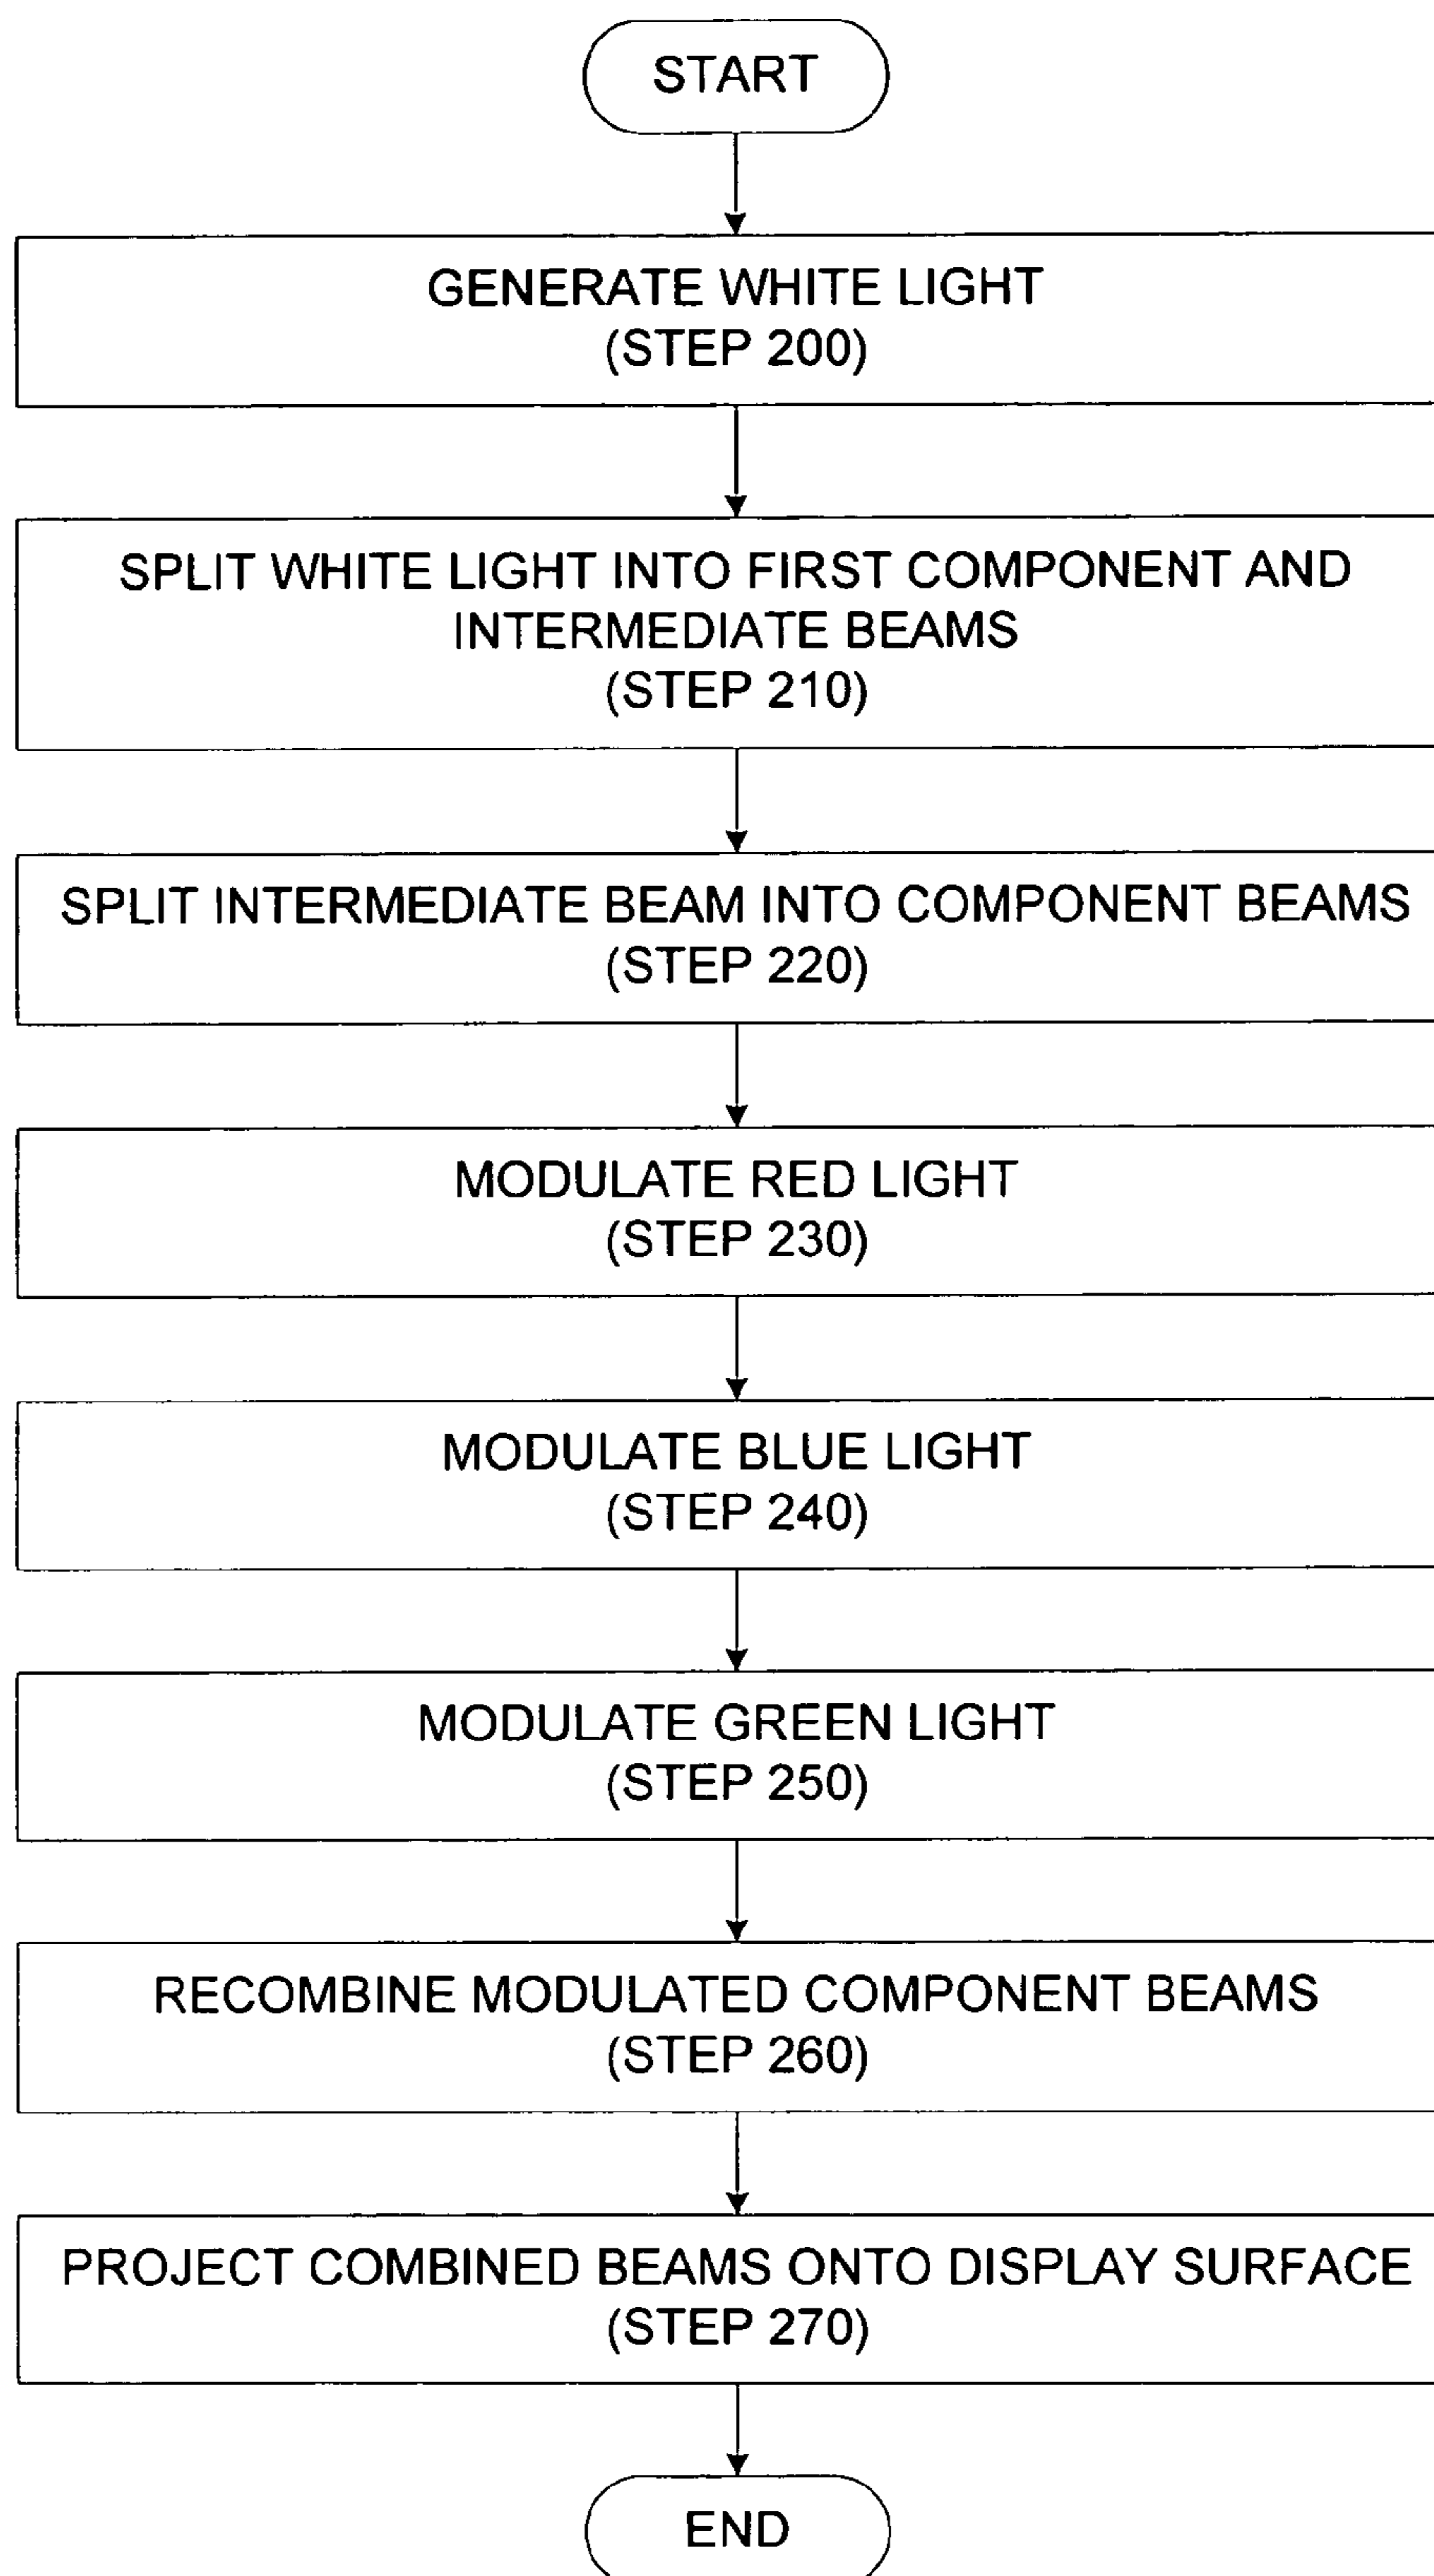 START
GENERATE WHITE LIGHT
(STEP 200)
SPLIT WHITE LIGHT INTO FIRST COMPONENT AND
INTERMEDIATE BEAMS
(STEP 210)
SPLIT INTERMEDIATE BEAM INTO COMPONENT BEAMS
(STEP 220)
MODULATE RED LIGHT
(STEP 230)
MODULATE BLUE LIGHT
(STEP 240)
MODULATE GREEN LIGHT
(STEP 250)
RECOMBINE MODULATED COMPONENT BEAMS
(STEP 260)
PROJECT COMBINED BEAMS ONTO DISPLAY SURFACE
(STEP 270)
END